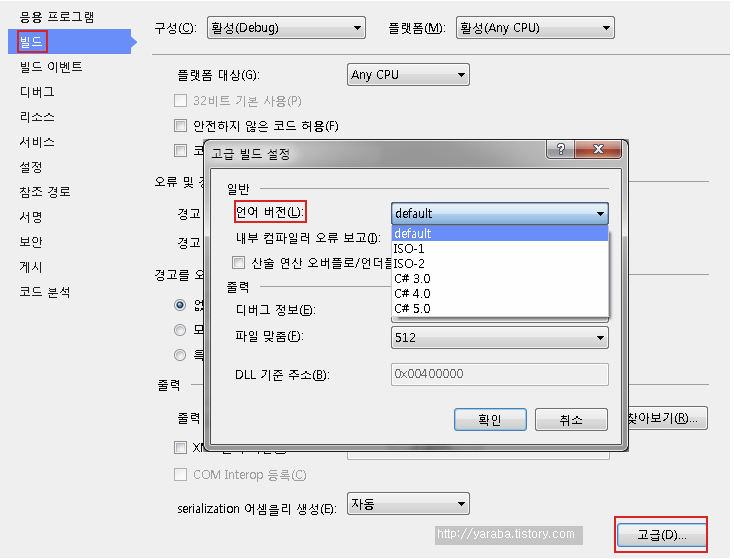 응용 프로그램
빌드
빌드 이벤트
디버그
리소스
서비스
설정
참조 경로
서명
보안
게시
코드 분석
구성(C): 활성(Debug) 플랫폼(M): 활성(Any CPU)
플랫폼 대상(G): Any CPU
32비트 기본 사용(P)
안전하지 않은 코드 허용(F)
오류 및
경고
경고
경고를 오
출력
출력
찾아보기(R)...
COM Interop 등록(C)
serialization 어셈블리 생성(E): 자동
고급(D)...
고급 빌드 설정
일반
언어 버전(L): default
default
ISO-1
ISO-2
C# 3.0
C# 4.0
C# 5.0
내부 컴파일러 오류 보고(I):
산술 연산 오버플로/언더플
출력
디버그 정보(E):
파일 맞춤(F): 512
DLL 기준 주소(B): 0x00400000
확인 취소
http://yaraba.tistory.com